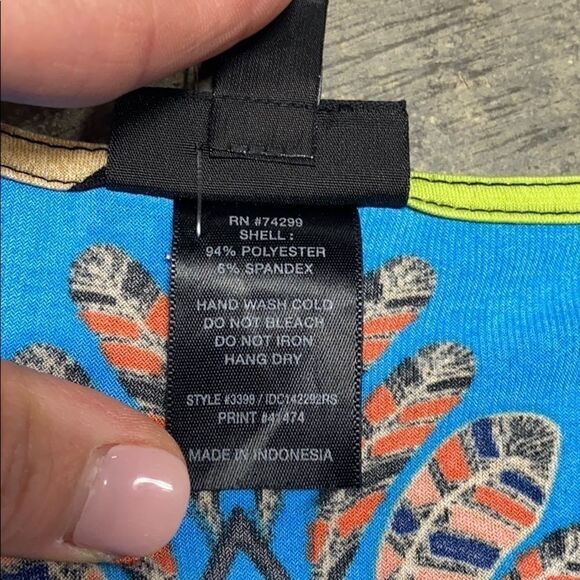 RN #74299
SHELL :
94% POLYESTER
6% SPANDEX
HAND WASH COLD
DO NOT BLEACH
DO NOT IRON
HANG DRY
STYLE #3398 / IDC142292RS
PRINT #41474
MADE IN INDONESIA